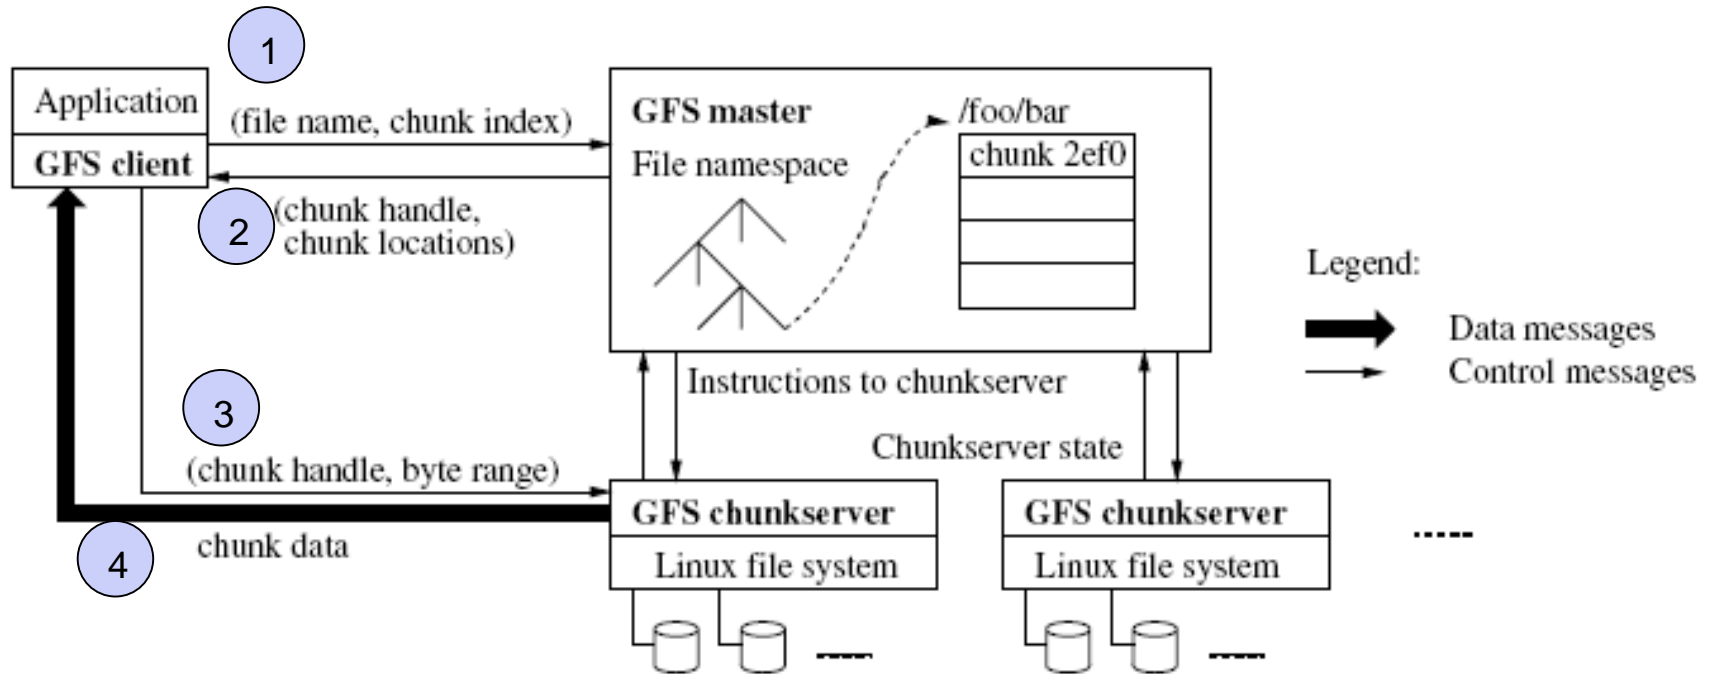 1
Application
GFS client
(file name, chunk index)
2
(chunk handle,
chunk locations)
GFS master
File namespace
/foo/bar
chunk 2ef0
Legend:
Data messages
Control messages
Instructions to chunkserver
Chunkserver state
3
(chunk handle, byte range)
4
chunk data
GFS chunkserver
Linux file system
GFS chunkserver
Linux file system